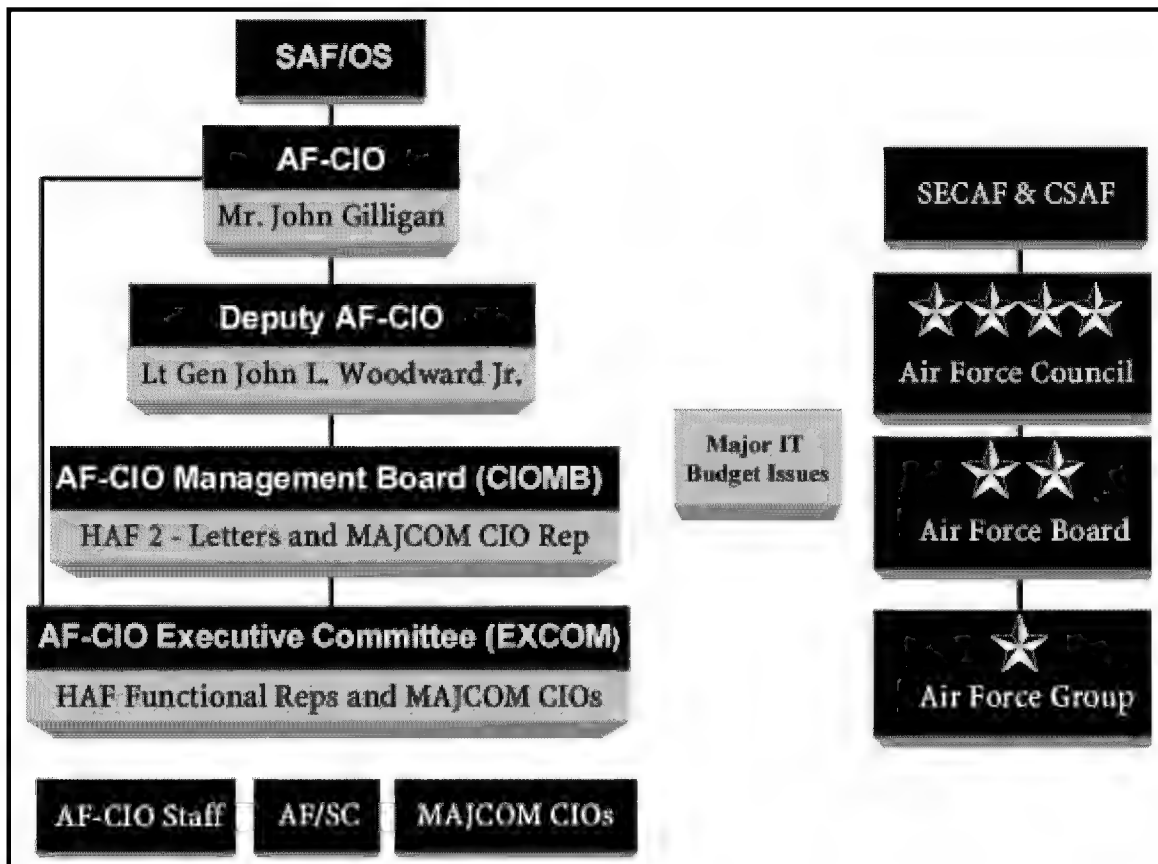 SAF/OS
AF-CIO
Mr. John Gilligan
Deputy AF-CIO
Lt Gen John L. Woodward Jr.
AF-CIO Management Board (CIOMB)
HAF 2 - Letters and MAJCOM CIO Rep
AF-CIO Executive Committee (EXCOM)
HAF Functional Reps and MAJCOM CIOs
AF-CIO Staff
AF/SC
MAJCOM CIOs
Major IT
Budget Issues
SECAF & CSAF
Air Force Council
Air Force Board
Air Force Group